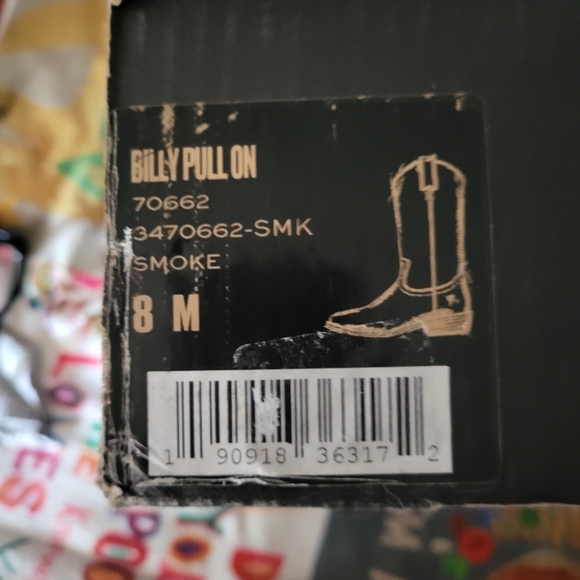 BILLY PULL ON
70662
3470662-SMK
SMOKE
8 M
1 90918 36317 2